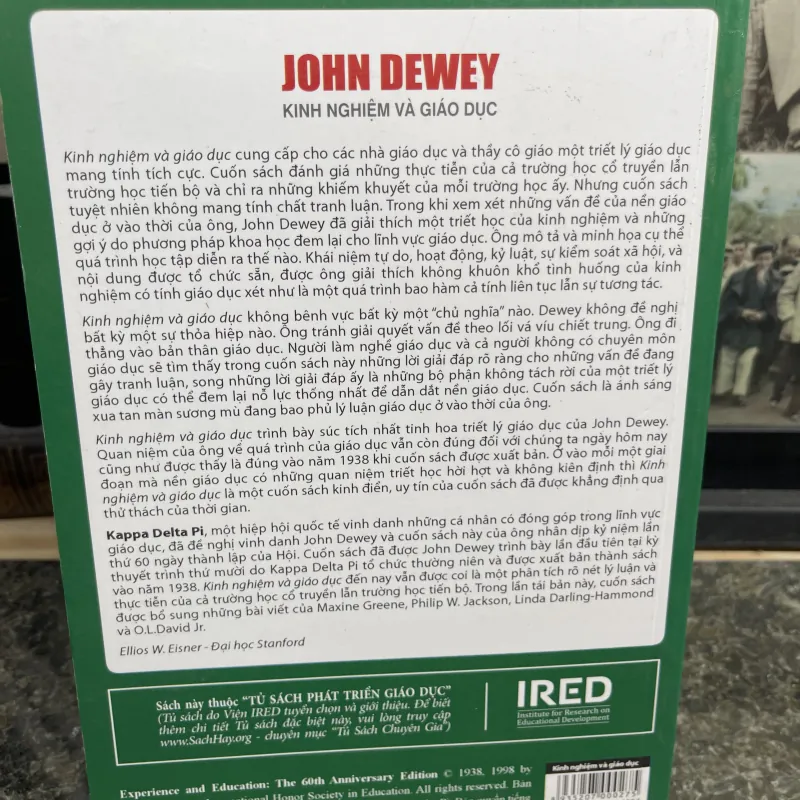 JOHN DEWEY
KINH NGHIỆM VÀ GIÁO DỤC
Kinh nghiệm và giáo dục cung cấp cho các nhà giáo dục và thầy cô giáo một triết lý giáo dục
mang tính tích cực. Cuốn sách đánh giá những thực tiễn của cả trường học cổ truyền lẫn
trường học tiến bộ và chỉ ra những khiếm khuyết của mỗi trường học ấy. Nhưng cuốn sách
tuyệt nhiên không mang tính chất tranh luận. Trong khi xem xét những vấn đề của nền giáo
dục ở vào thời của ông, John Dewey đã giải thích một triết học của kinh nghiệm và những
gợi ý do phương pháp khoa học đem lại cho lĩnh vực giáo dục. Ông mô tả và minh họa cụ thể
quá trình học tập diễn ra thế nào. Khái niệm tự do, hoạt động, kỷ luật, sự kiểm soát xã hội, và
nội dung được tổ chức sẵn, được ông giải thích không khuôn khổ tình huống của kinh
nghiệm có tính giáo dục xét như là một quá trình bao hàm cả tính liên tục lẫn sự tương tác.
Kinh nghiệm và giáo dục không bênh vực bất kỳ một "chủ nghĩa" nào. Dewey không đề nghị
bất kỳ một sự thỏa hiệp nào. Ông tránh giải quyết vấn đề theo lối vá víu chiết trung. Ông đi
thẳng vào bản thân giáo dục. Người làm nghề giáo dục và cả người không có chuyên môn
giáo dục sẽ tìm thấy trong cuốn sách này những lời giải đáp rõ ràng cho những vấn đề đang
gây tranh luận, song những lời giải đáp ấy là những bộ phận không tách rời của một triết lý
giáo dục có thể đem lại nỗ lực thống nhất để dẫn dắt nền giáo dục. Cuốn sách là ánh sáng
xua tan màn sương mù đang bao phủ lý luận giáo dục ở vào thời của ông.
Kinh nghiệm và giáo dục trình bày súc tích nhất tinh hoa triết lý giáo dục của John Dewey.
Quan niệm của ông về quá trình của giáo dục vẫn còn đúng đối với chúng ta ngày hôm nay
cũng như được thấy là đúng vào năm 1938 khi cuốn sách được xuất bản. Ở vào mỗi một giai
đoạn mà nền giáo dục có những quan niệm triết học hời hợt và không kiên định thì Kinh
nghiệm và giáo dục là một cuốn sách kinh điển, uy tín của cuốn sách đã được khẳng định qua
thử thách của thời gian.
Kappa Delta Pi, một hiệp hội quốc tế vinh danh những cá nhân có đóng góp trong lĩnh vực
giáo dục, đã đề nghị vinh danh John Dewey và cuốn sách này của ông nhân dịp kỷ niệm lần
thứ 60 ngày thành lập của Hội. Cuốn sách đã được John Dewey trình bày lần đầu tiên tại kỳ
thuyết trình thứ mười do Kappa Delta Pi tổ chức thường niên và được xuất bản thành sách
vào năm 1938. Kinh nghiệm và giáo dục đến nay vẫn được coi là một phân tích rõ nét lý luận và
thực tiễn của cả trường học cổ truyền lẫn trường học tiến bộ. Trong lần tái bản này, cuốn sách
được bổ sung những bài viết của Maxine Greene, Philip W. Jackson, Linda Darling-Hammond
và O.L.David Jr.
Ellios W. Eisner - Đại học Stanford
Sách này thuộc "TỦ SÁCH PHÁT TRIỂN GIÁO DỤC"
(Tủ sách do Viện IRED tuyển chọn và giới thiệu. Để biết
thêm chi tiết Tủ sách đặc biệt này, vui lòng truy cập
www.SachHay.org - chuyên mục "Tủ Sách Chuyên Gia")
IRED
Institute for Research on
Educational Development
Experience and Education: The 60th Anniversary Edition © 1938, 1998 by
Honor Society in Education. All rights reserved. Bản
Kinh nghiệm và giáo dục